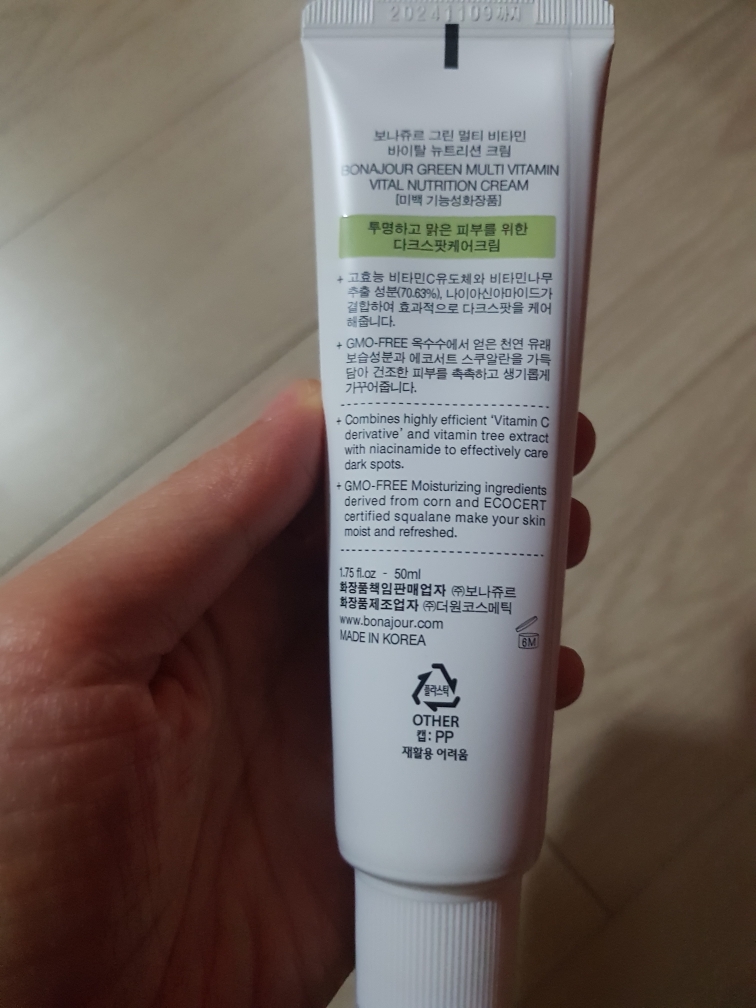 20241109까지
보나쥬르 그린 멀티 비타민
바이탈 뉴트리션 크림
BONAJOUR GREEN MULTI VITAMIN
VITAL NUTRITION CREAM
[미백 기능성화장품]
투명하고 맑은 피부를 위한
다크스팟케어크림
+ 고효능 비타민C유도체와 비타민나무
추출 성분(70.63%), 나이아신아마이드가
결합하여 효과적으로 다크스팟을 케어
해줍니다.
+ GMO-FREE 옥수수에서 얻은 천연 유래
보습성분과 에코서트 스쿠알란을 가득
담아 건조한 피부를 촉촉하고 생기롭게
가꾸어줍니다.
+ Combines highly efficient 'Vitamin C
derivative' and vitamin tree extract
with niacinamide to effectively care
dark spots.
+ GMO-FREE Moisturizing ingredients
derived from corn and ECOCERT
certified squalane make your skin
moist and refreshed.
1.75 fl.oz - 50ml
화장품책임판매업자 ㈜보나쥬르
화장품제조업자 ㈜더원코스메틱
www.bonajour.com
MADE IN KOREA
6M
플라스틱
OTHER
캡: PP
재활용 어려움